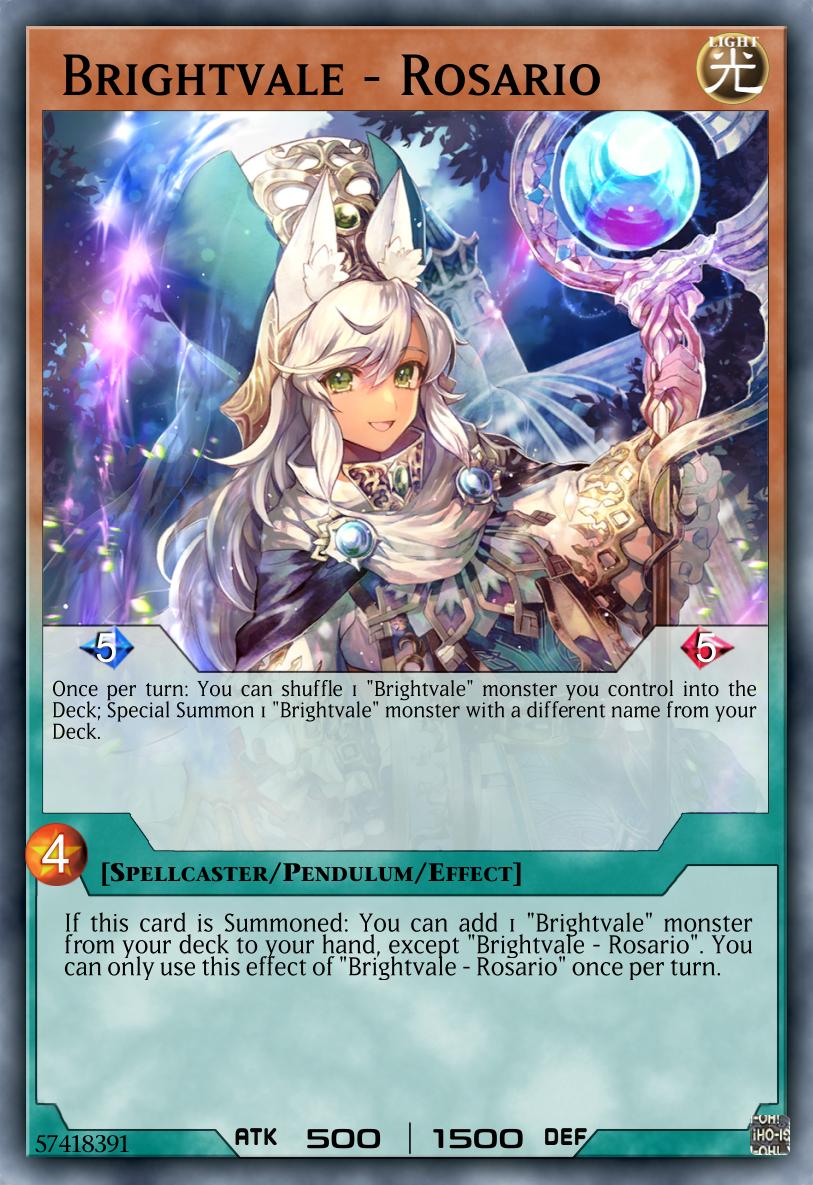 Brightvale - Rosario
LIGHT
光
5
5
Once per turn: You can shuffle 1 "Brightvale" monster you control into the
Deck; Special Summon 1 "Brightvale" monster with a different name from your
Deck.
4
[Spellcaster/Pendulum/Effect]
If this card is Summoned: You can add 1 "Brightvale" monster
from your deck to your hand, except "Brightvale - Rosario". You
can only use this effect of "Brightvale - Rosario" once per turn.
57418391
ATK 500 | 1500 DEF